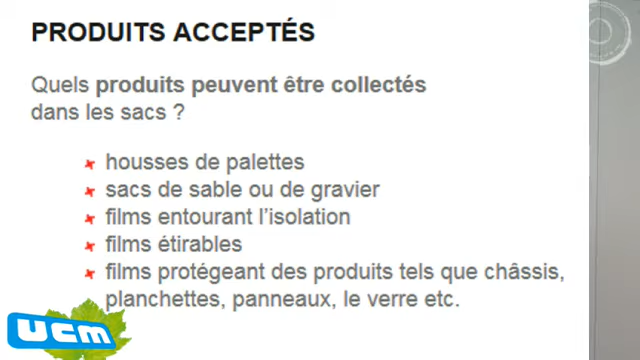 PRODUITS ACCEPTÉS
Quels produits peuvent être collectés
dans les sacs ?
housses de palettes
sacs de sable ou de gravier
films entourant l'isolation
films étirables
films protégeant des produits tels que châssis,
planchettes, panneaux, le verre etc.
ucm